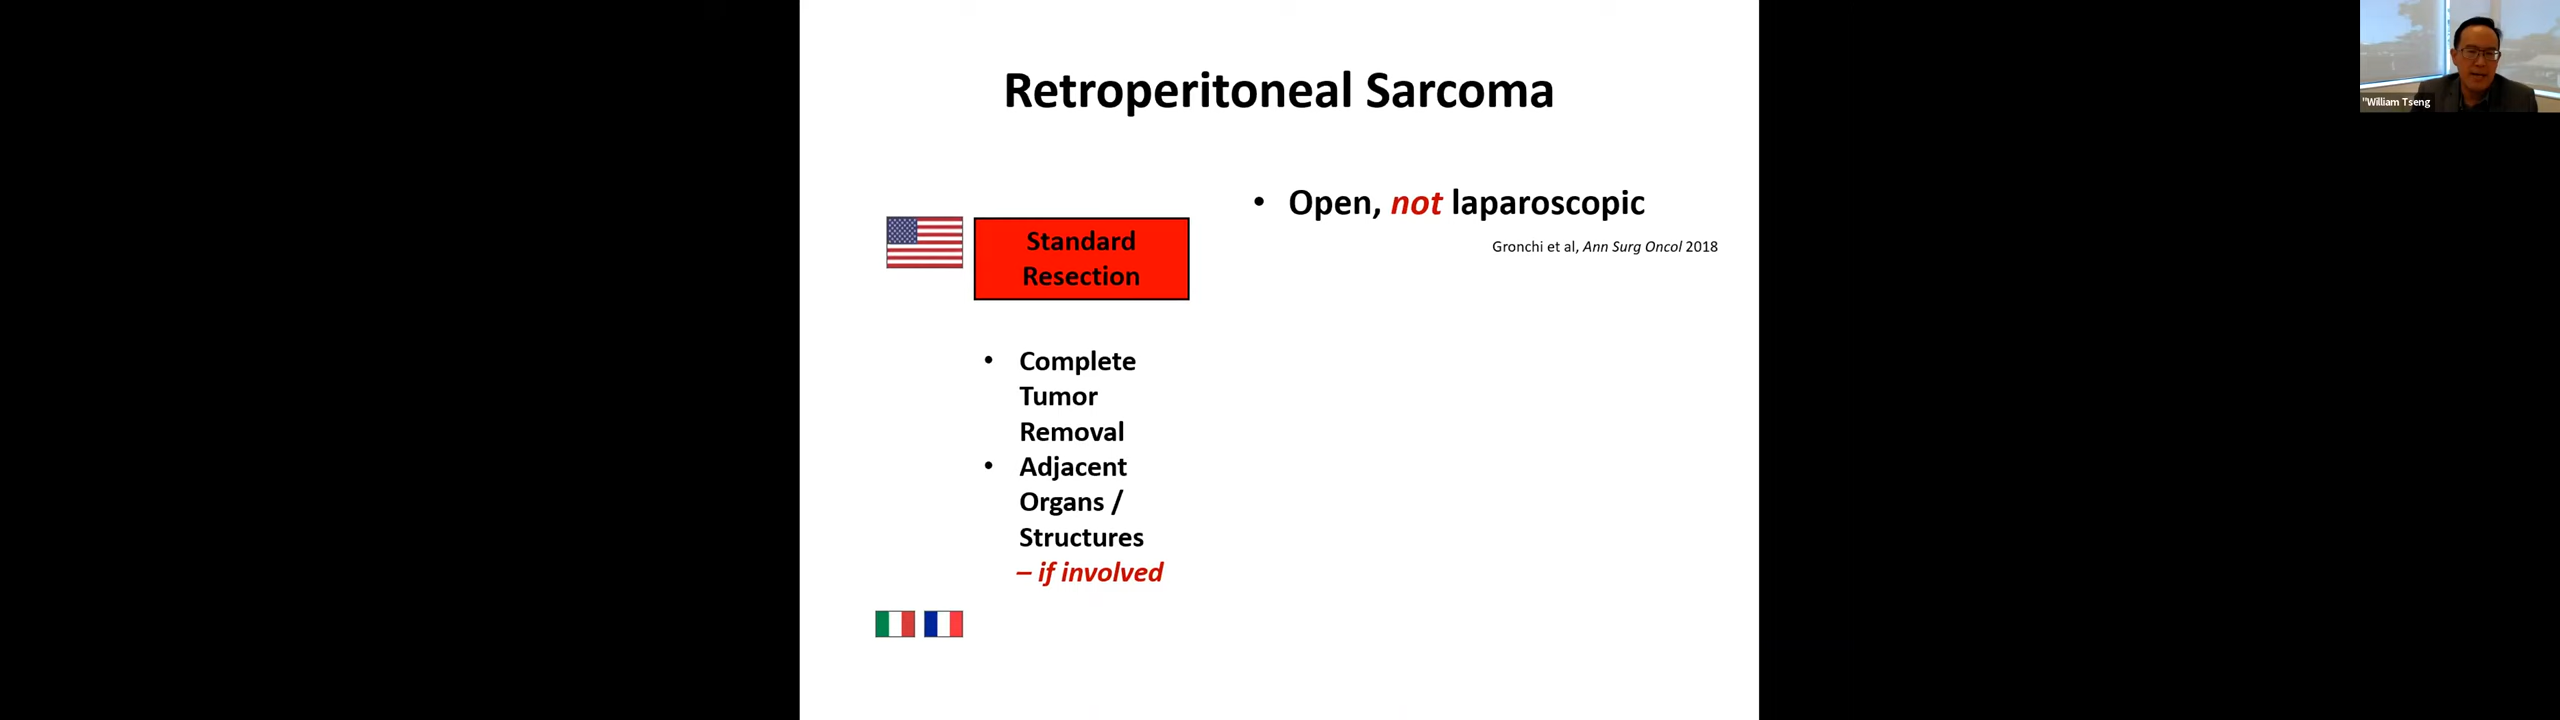 Retroperitoneal Sarcoma
Standard
Resection
• Complete
Tumor
Removal
• Adjacent
Organs /
Structures
– if involved
• Open, not laparoscopic
Gronchi et al, Ann Surg Oncol 2018
"William Tseng